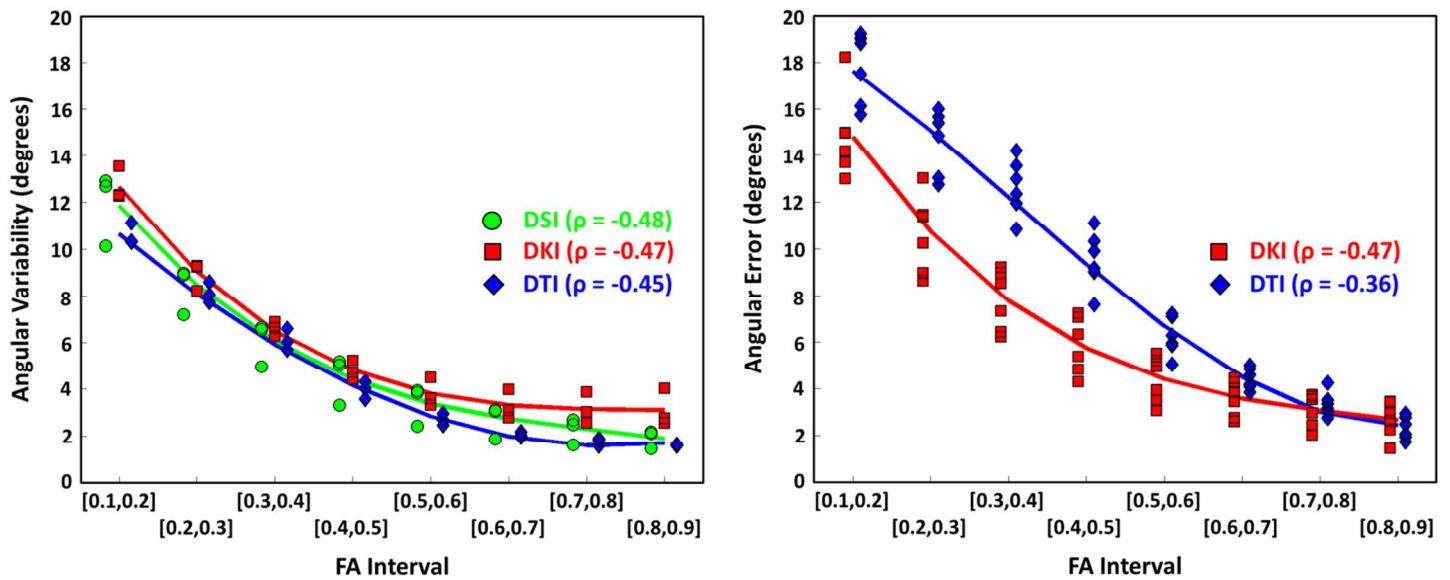 Angular Variability (degrees)
20
18
16
14
12
10
8
6
4
2
0
DSI (ρ = -0.48)
DKI (ρ = -0.47)
DTI (ρ = -0.45)
[0.1,0.2] [0.3,0.4] [0.5,0.6] [0.7,0.8]
[0.2,0.3] [0.4,0.5] [0.6,0.7] [0.8,0.9]
FA Interval
Angular Error (degrees)
20
18
16
14
12
10
8
6
4
2
0
DKI (ρ = -0.47)
DTI (ρ = -0.36)
[0.1,0.2] [0.3,0.4] [0.5,0.6] [0.7,0.8]
[0.2,0.3] [0.4,0.5] [0.6,0.7] [0.8,0.9]
FA Interval